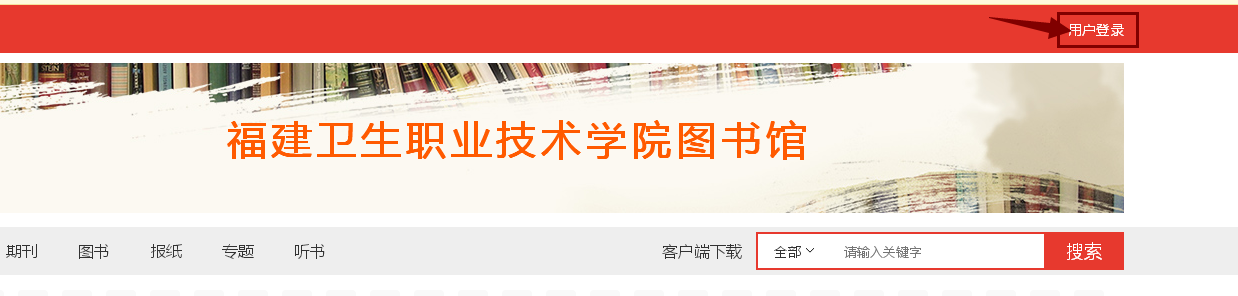 用户登录
福建卫生职业技术学院图书馆
期刊 图书 报纸 专题 听书 客户端下载 全部 请输入关键字 搜索